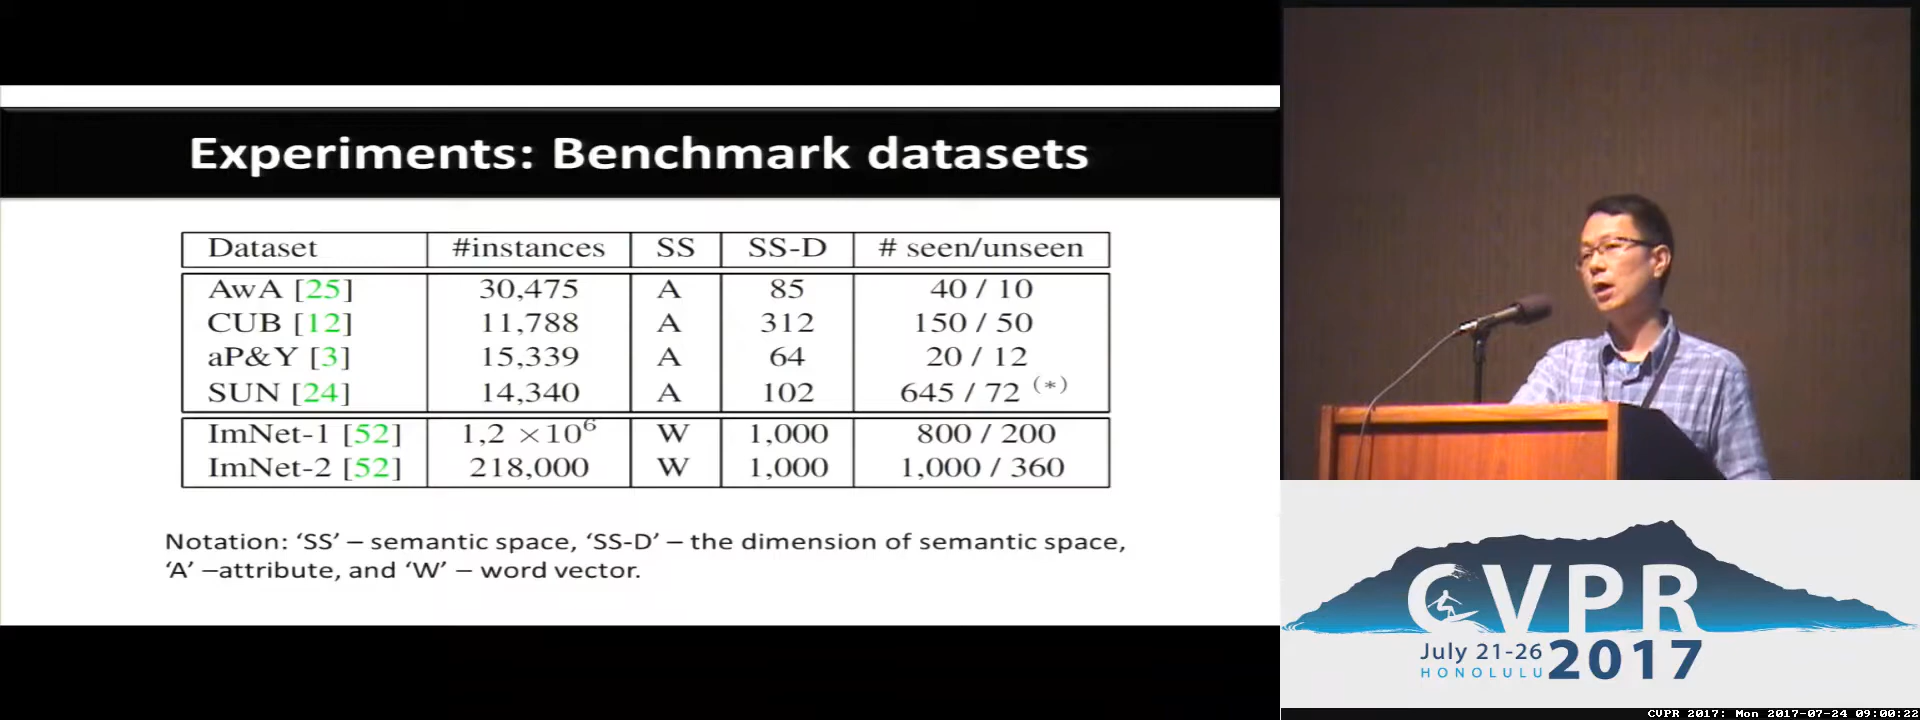 Experiments: Benchmark datasets
Dataset #instances SS SS-D # seen/unseen
AwA [25] 30,475 A 85 40 / 10
CUB [12] 11,788 A 312 150 / 50
aP&Y [3] 15,339 A 64 20 / 12
SUN [24] 14,340 A 102 645 / 72 (*)
ImNet-1 [52] 1,2 ×10⁶ W 1,000 800 / 200
ImNet-2 [52] 218,000 W 1,000 1,000 / 360
Notation: ‘SS’ – semantic space, ‘SS-D’ – the dimension of semantic space,
‘A’ –attribute, and ‘W’ – word vector.
CVPR
July 21-26
HONOLULU
2017
CVPR 2017: Mon 2017-07-24 09:00:22